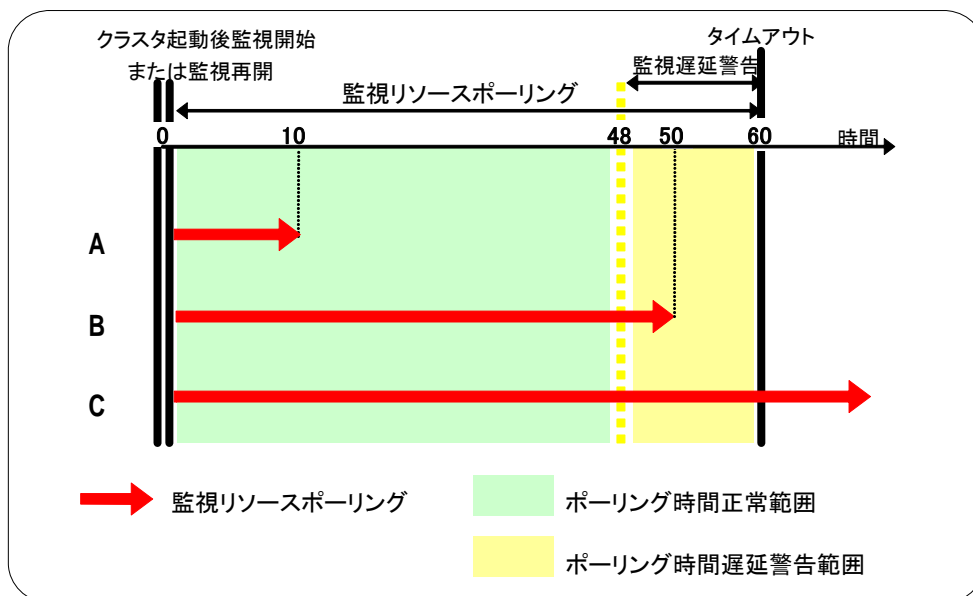 クラスタ起動後監視開始
または監視再開
タイムアウト
監視遅延警告
監視リソースポーリング
0 10 48 50 60 時間
A
B
C
監視リソースポーリング
ポーリング時間正常範囲
ポーリング時間遅延警告範囲